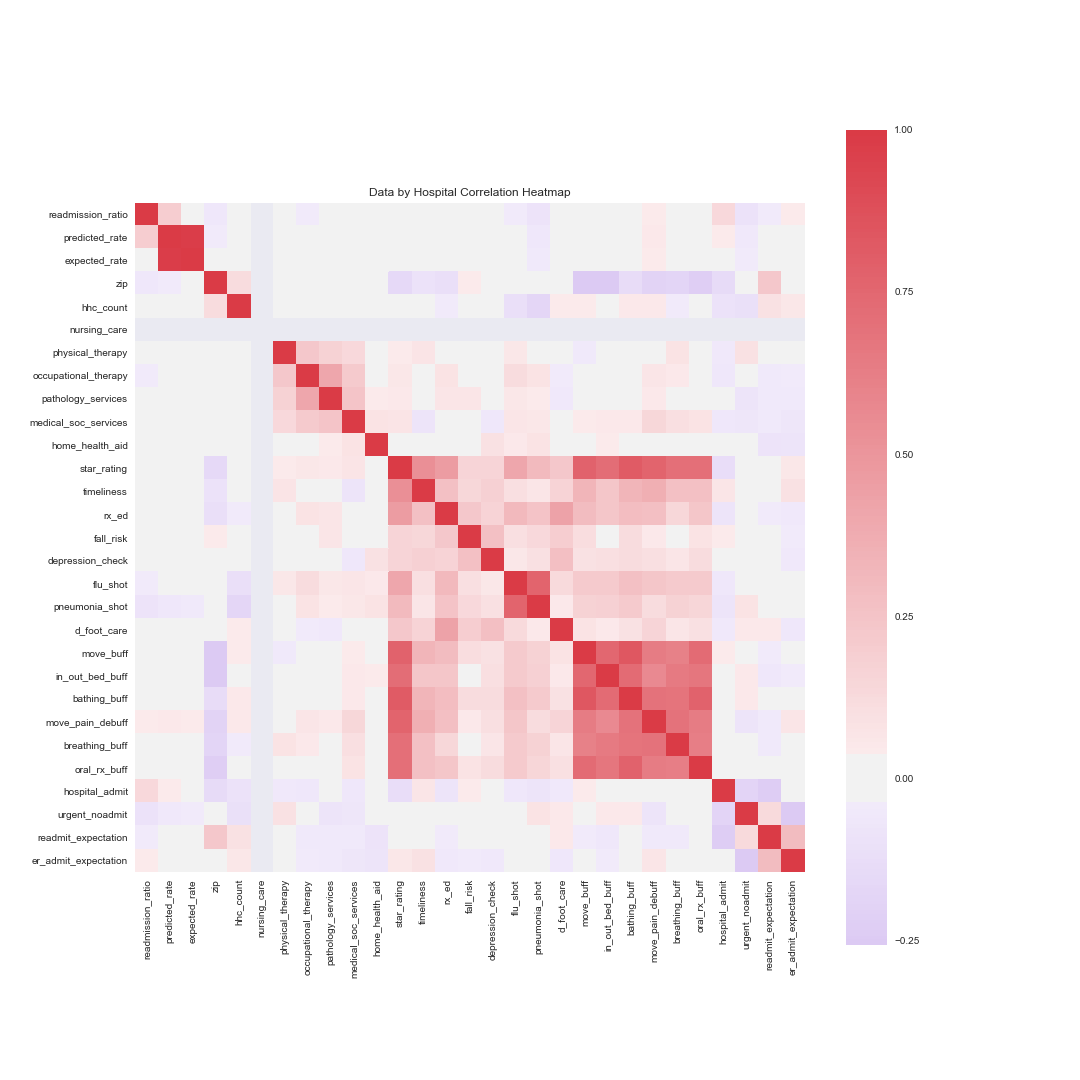 Data by Hospital Correlation Heatmap
readmission_ratio
predicted_rate
expected_rate
zip
hhc_count
nursing_care
physical_therapy
occupational_therapy
pathology_services
medical_soc_services
home_health_aid
star_rating
timeliness
rx_ed
fall_risk
depression_check
flu_shot
pneumonia_shot
d_foot_care
move_buff
in_out_bed_buff
bathing_buff
move_pain_debuff
breathing_buff
oral_rx_buff
hospital_admit
urgent_noadmit
readmit_expectation
er_admit_expectation
readmission_ratio
predicted_rate
expected_rate
zip
hhc_count
nursing_care
physical_therapy
occupational_therapy
pathology_services
medical_soc_services
home_health_aid
star_rating
timeliness
rx_ed
fall_risk
depression_check
flu_shot
pneumonia_shot
d_foot_care
move_buff
in_out_bed_buff
bathing_buff
move_pain_debuff
breathing_buff
oral_rx_buff
hospital_admit
urgent_noadmit
readmit_expectation
er_admit_expectation
1.00
0.75
0.50
0.25
0.00
−0.25